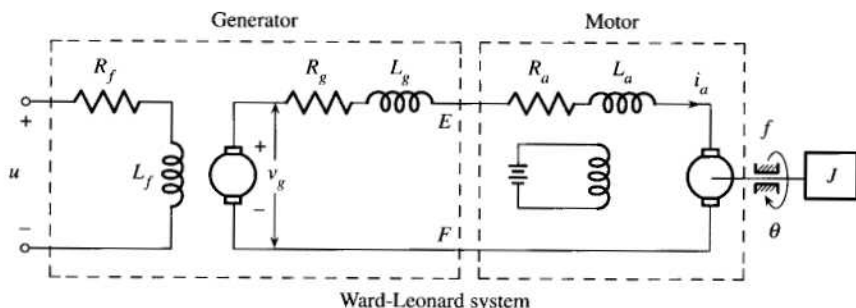 Generator
Motor
R_f
R_g
L_g
R_a
L_a
i_a
+
E
f
u
L_f
+
v_g
J
−
−
F
θ
Ward-Leonard system